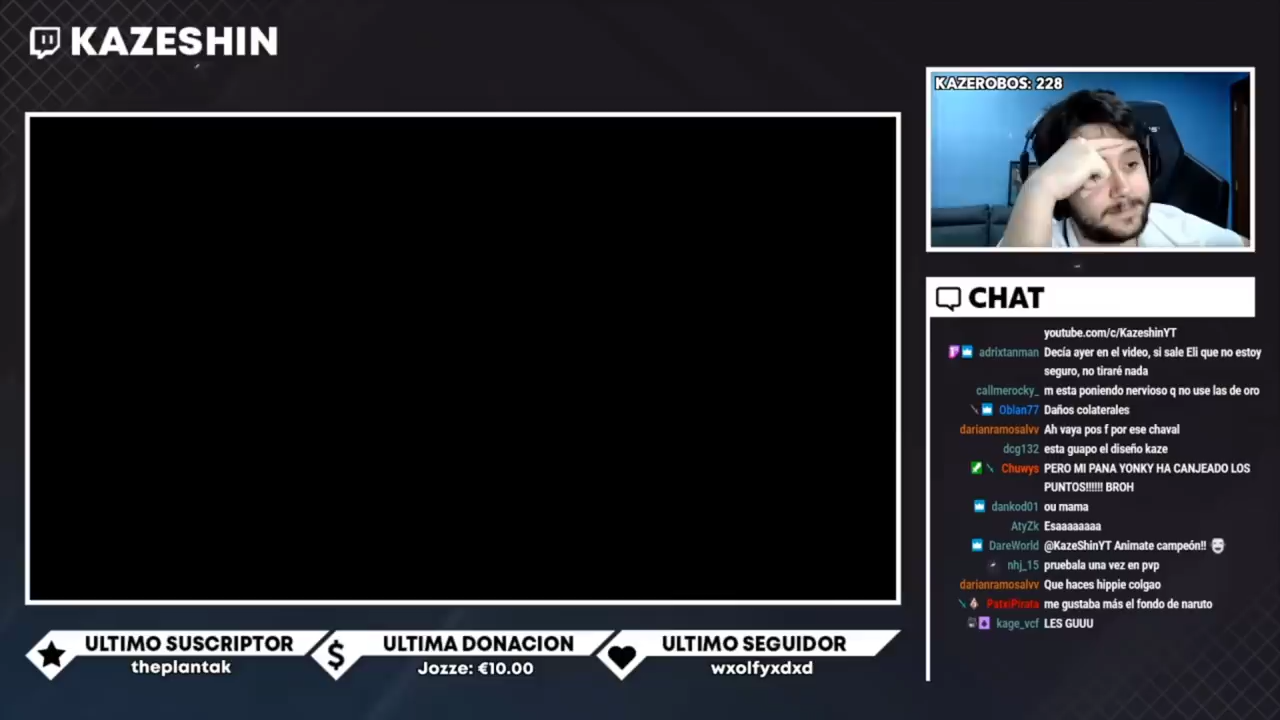 KAZESHIN
KAZEROBOS: 228
CHAT
youtube.com/c/KazeshinYT
adrixtanman Decía ayer en el video, si sale Eli que no estoy
seguro, no tiraré nada
callmerocky_ m esta poniendo nervioso q no use las de oro
Oblan77 Daños colaterales
darianramosalvv Ah vaya pos f por ese chaval
dcg132 esta guapo el diseño kaze
Chuwys PERO MI PANA YONKY HA CANJEADO LOS
PUNTOS!!!!!! BROH
dankod01 ou mama
AtyZk Esaaaaaaaa
DareWorld @KazeShinYT Animate campeón!!
nhj_15 pruebala una vez en pvp
darianramosalvv Que haces hippie colgao
PatxiPirata me gustaba más el fondo de naruto
kage_vcf LES GUUU
ULTIMO SUSCRIPTOR
theplantak
ULTIMA DONACION
Jozze: €10.00
ULTIMO SEGUIDOR
wxolfyxdxd